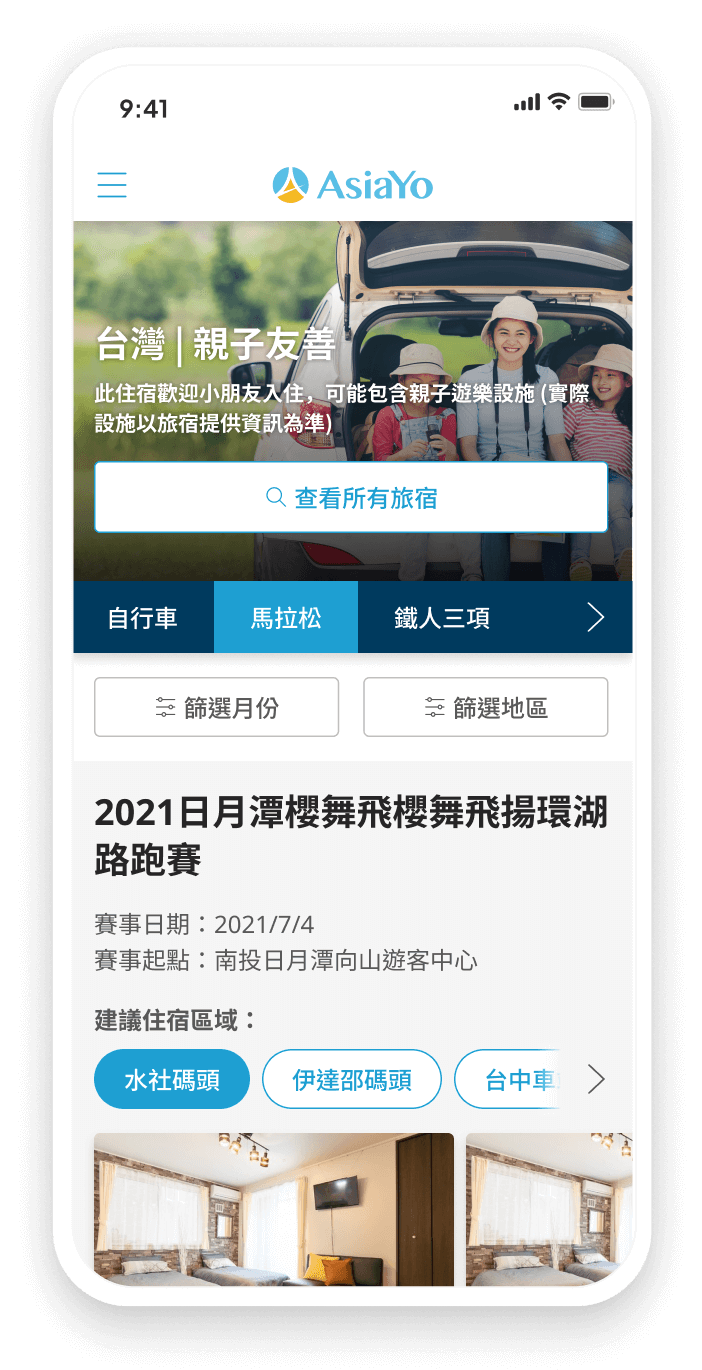 9:41
AsiaYo
台灣 | 親子友善
此住宿歡迎小朋友入住，可能包含親子遊樂設施 (實際
設施以旅宿提供資訊為準)
查看所有旅宿
自行車 馬拉松 鐵人三項
篩選月份 篩選地區
2021日月潭櫻舞飛櫻舞飛揚環湖
路跑賽
賽事日期：2021/7/4
賽事起點：南投日月潭向山遊客中心
建議住宿區域：
水社碼頭 伊達邵碼頭 台中車